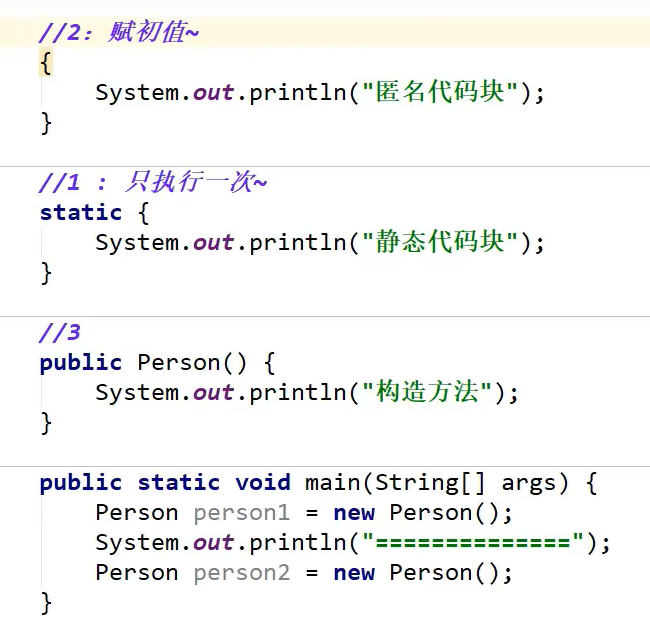 //2：赋初值~
{
    System.out.println("匿名代码块");
}
//1 ：只执行一次~
static {
    System.out.println("静态代码块");
}
//3
public Person() {
    System.out.println("构造方法");
}
public static void main(String[] args) {
    Person person1 = new Person();
    System.out.println("==============");
    Person person2 = new Person();
}